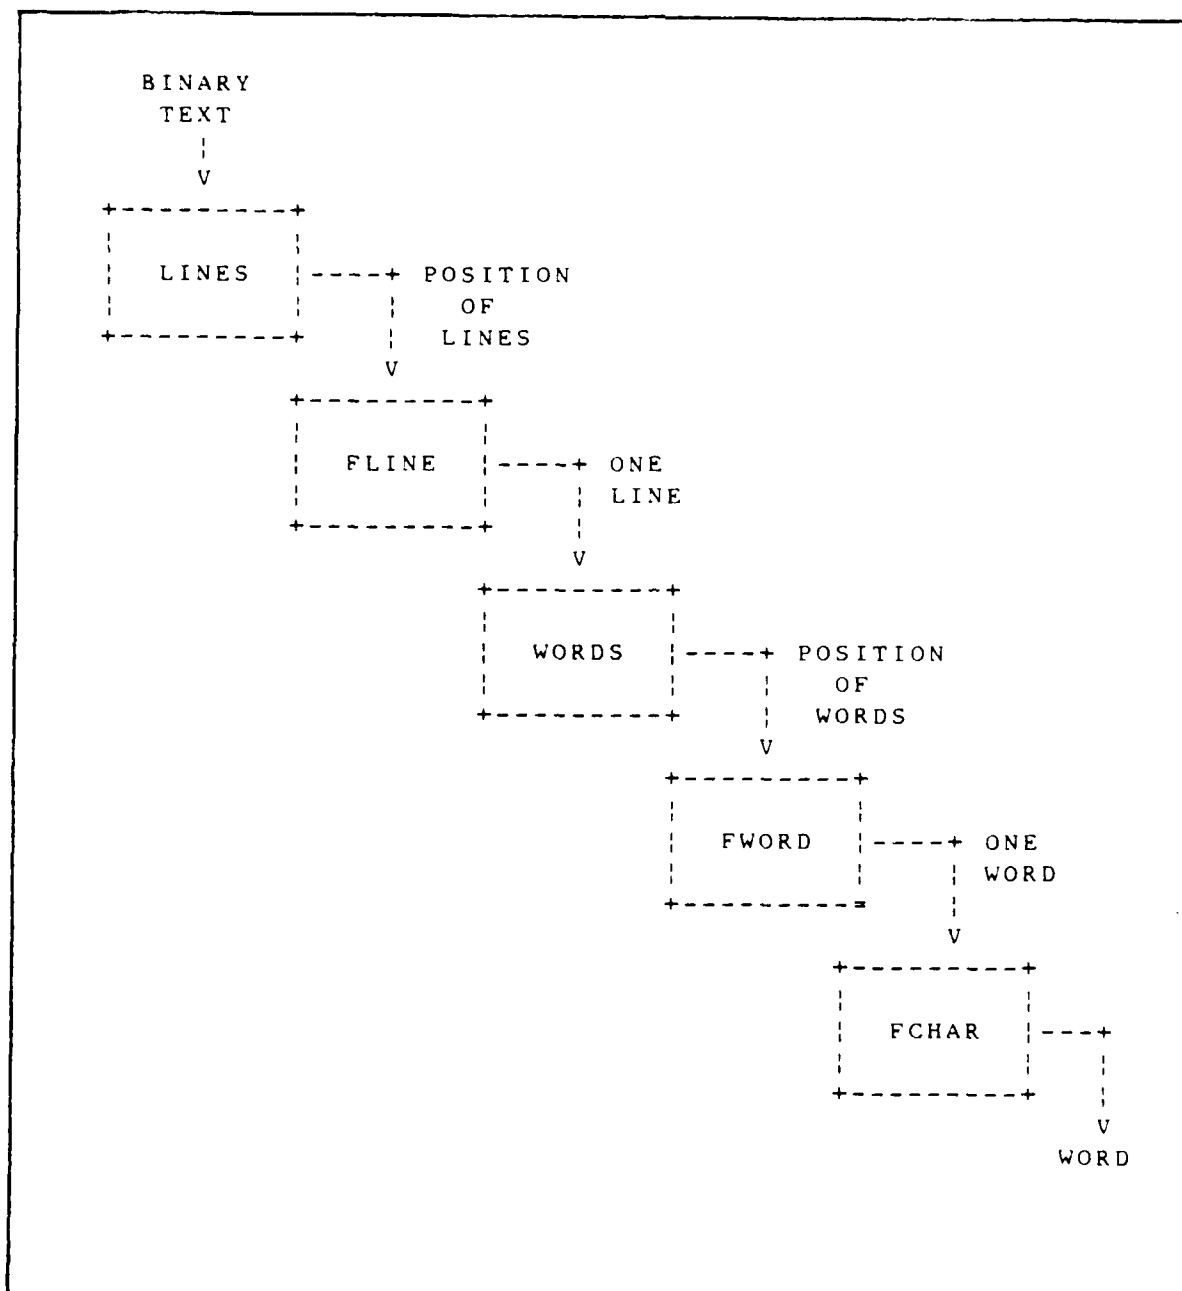 BINARY
TEXT
V
LINES
POSITION
OF
LINES
V
FLINE
ONE
LINE
V
WORDS
POSITION
OF
WORDS
V
FWORD
ONE
WORD
V
FCHAR
V
WORD